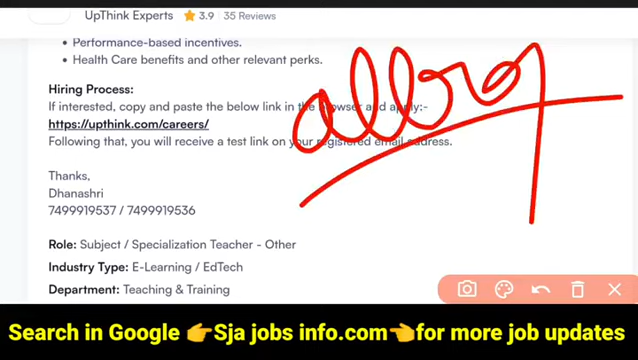 UpThink Experts ★ 3.9 | 35 Reviews
• Performance-based incentives.
• Health Care benefits and other relevant perks.
Hiring Process:
If interested, copy and paste the below link in the browser and apply:-
https://upthink.com/careers/
Following that, you will receive a test link on your registered email address.
Thanks,
Dhanashri
7499919537 / 7499919536
Role: Subject / Specialization Teacher - Other
Industry Type: E-Learning / EdTech
Department: Teaching & Training
Search in Google 👉Sja jobs info.com👈for more job updates